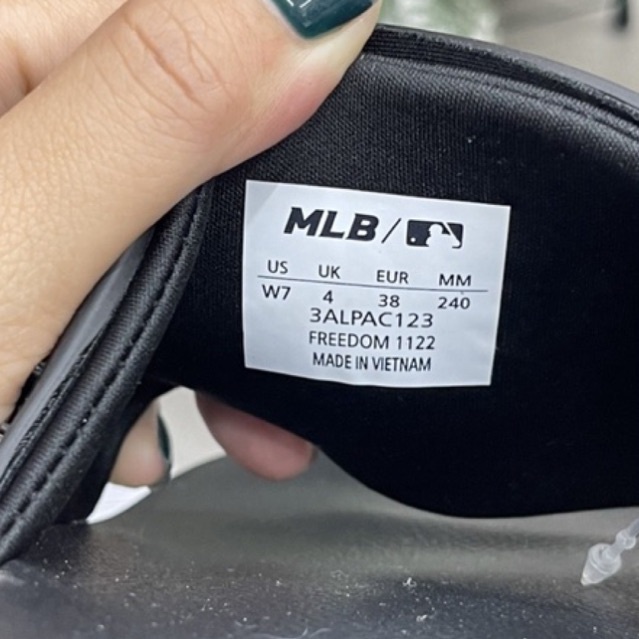 MLB/
US UK EUR MM
W7 4 38 240
3ALPAC123
FREEDOM 1122
MADE IN VIETNAM